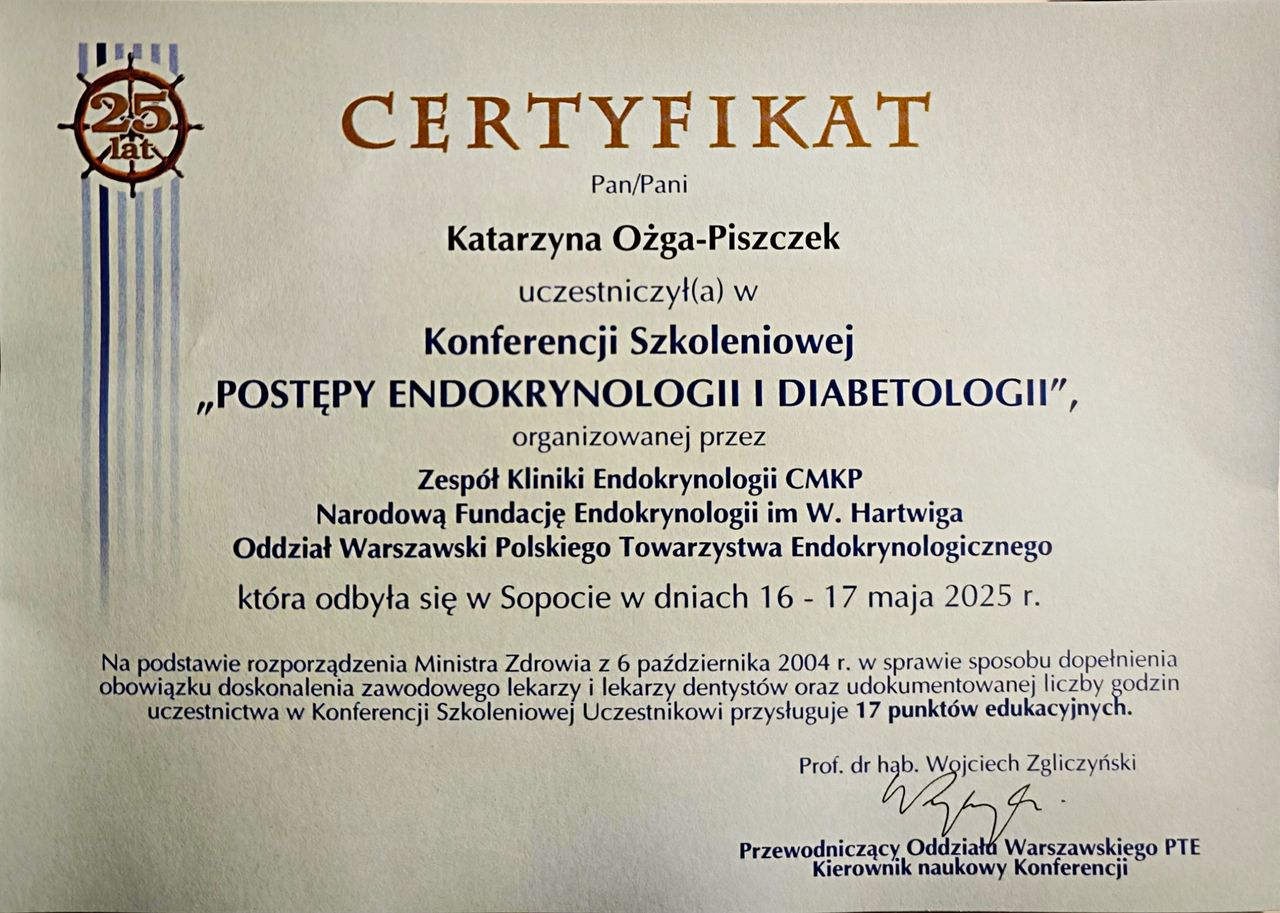 25
lat
CERTYFIKAT
Pan/Pani
Katarzyna Ożga-Piszczek
uczestniczył(a) w
Konferencji Szkoleniowej
„POSTĘPY ENDOKRYNOLOGII I DIABETOLOGII”,
organizowanej przez
Zespół Kliniki Endokrynologii CMKP
Narodową Fundację Endokrynologii im W. Hartwiga
Oddział Warszawski Polskiego Towarzystwa Endokrynologicznego
która odbyła się w Sopocie w dniach 16 - 17 maja 2025 r.
Na podstawie rozporządzenia Ministra Zdrowia z 6 października 2004 r. w sprawie sposobu dopełnienia
obowiązku doskonalenia zawodowego lekarzy i lekarzy dentystów oraz udokumentowanej liczby godzin
uczestnictwa w Konferencji Szkoleniowej Uczestnikowi przysługuje 17 punktów edukacyjnych.
Prof. dr hab. Wojciech Zgliczyński
Przewodniczący Oddziału Warszawskiego PTE
Kierownik naukowy Konferencji